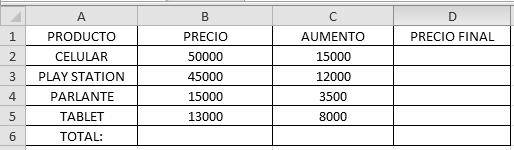 A B C D
1 PRODUCTO PRECIO AUMENTO PRECIO FINAL
2 CELULAR 50000 15000
3 PLAY STATION 45000 12000
4 PARLANTE 15000 3500
5 TABLET 13000 8000
6 TOTAL: